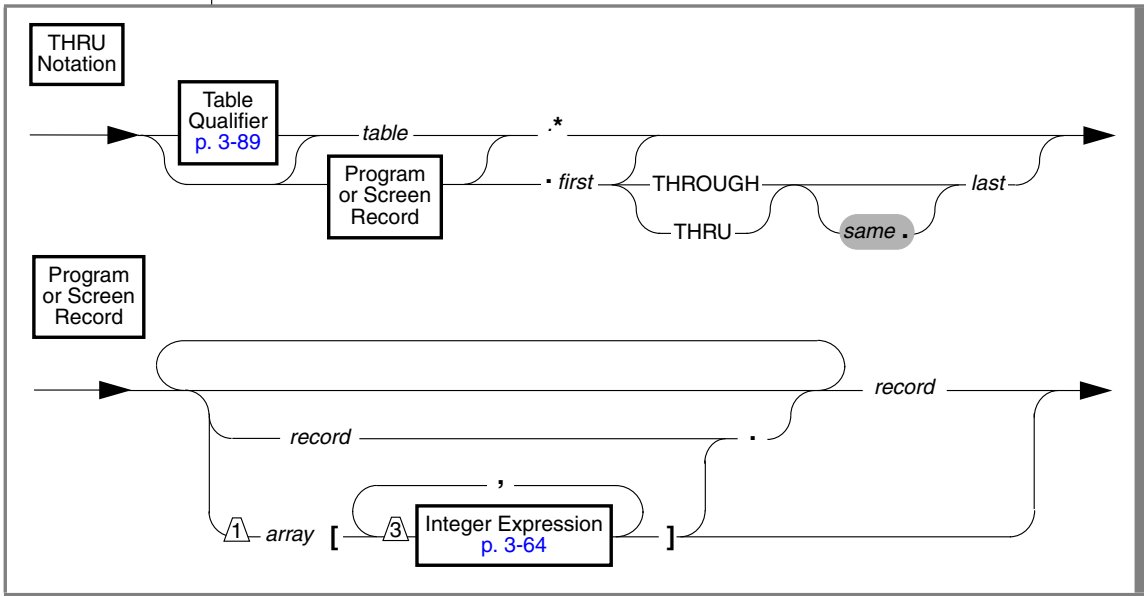 THRU
Notation
Table
Qualifier
p. 3-89
table
.*
Program
or Screen
Record
. first
THROUGH
THRU
same .
last
Program
or Screen
Record
record
record
.
,
1
array [
3
Integer Expression
p. 3-64
]